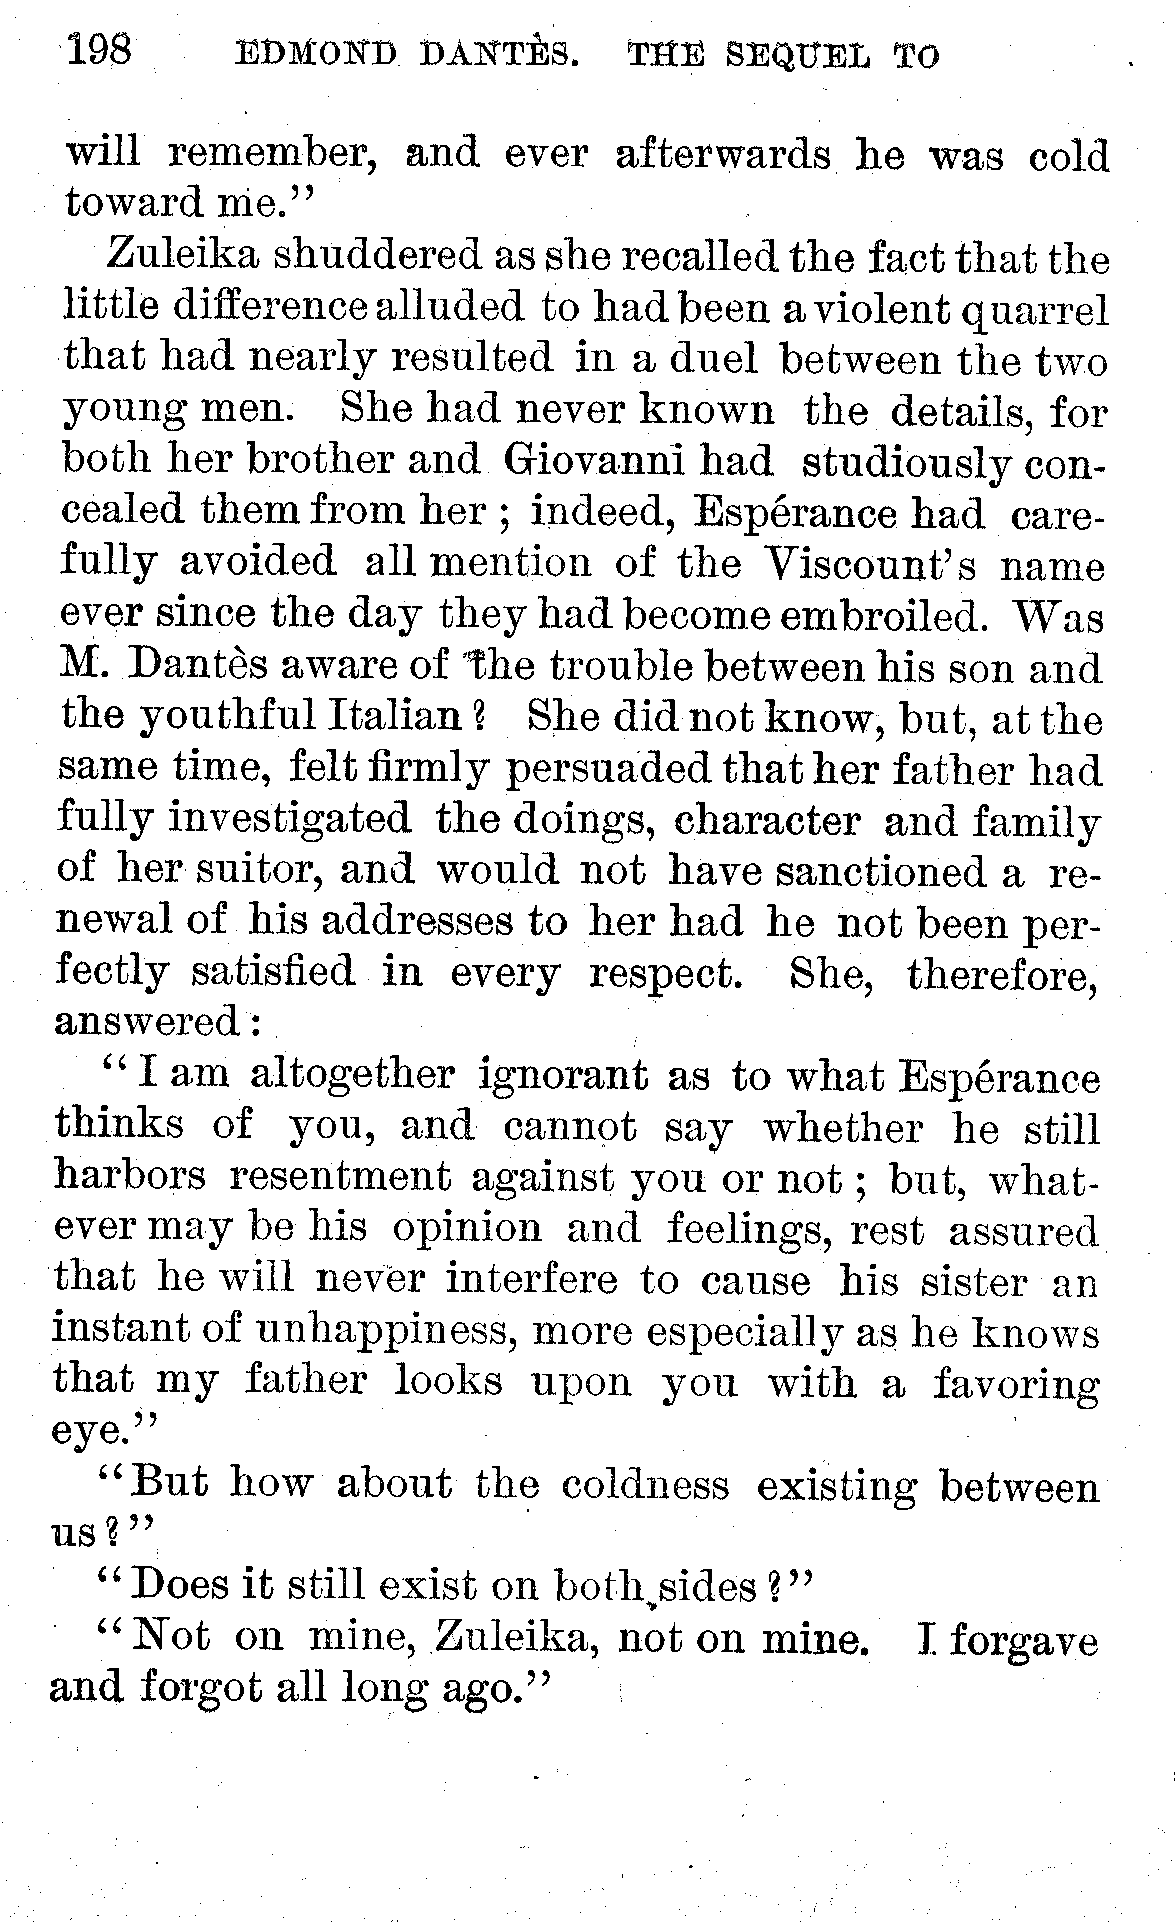 198 EDMOND DANTÈS. THE SEQUEL TO
will remember, and ever afterwards he was cold
toward me."
Zuleika shuddered as she recalled the fact that the
little difference alluded to had been a violent quarrel
that had nearly resulted in a duel between the two
young men. She had never known the details, for
both her brother and Giovanni had studiously con-
cealed them from her ; indeed, Espérance had care-
fully avoided all mention of the Viscount's name
ever since the day they had become embroiled. Was
M. Dantès aware of the trouble between his son and
the youthful Italian ? She did not know, but, at the
same time, felt firmly persuaded that her father had
fully investigated the doings, character and family
of her suitor, and would not have sanctioned a re-
newal of his addresses to her had he not been per-
fectly satisfied in every respect. She, therefore,
answered :
"I am altogether ignorant as to what Espérance
thinks of you, and cannot say whether he still
harbors resentment against you or not ; but, what-
ever may be his opinion and feelings, rest assured
that he will never interfere to cause his sister an
instant of unhappiness, more especially as he knows
that my father looks upon you with a favoring
eye."
"But how about the coldness existing between
us ?"
"Does it still exist on both sides ?"
"Not on mine, Zuleika, not on mine. I forgave
and forgot all long ago."